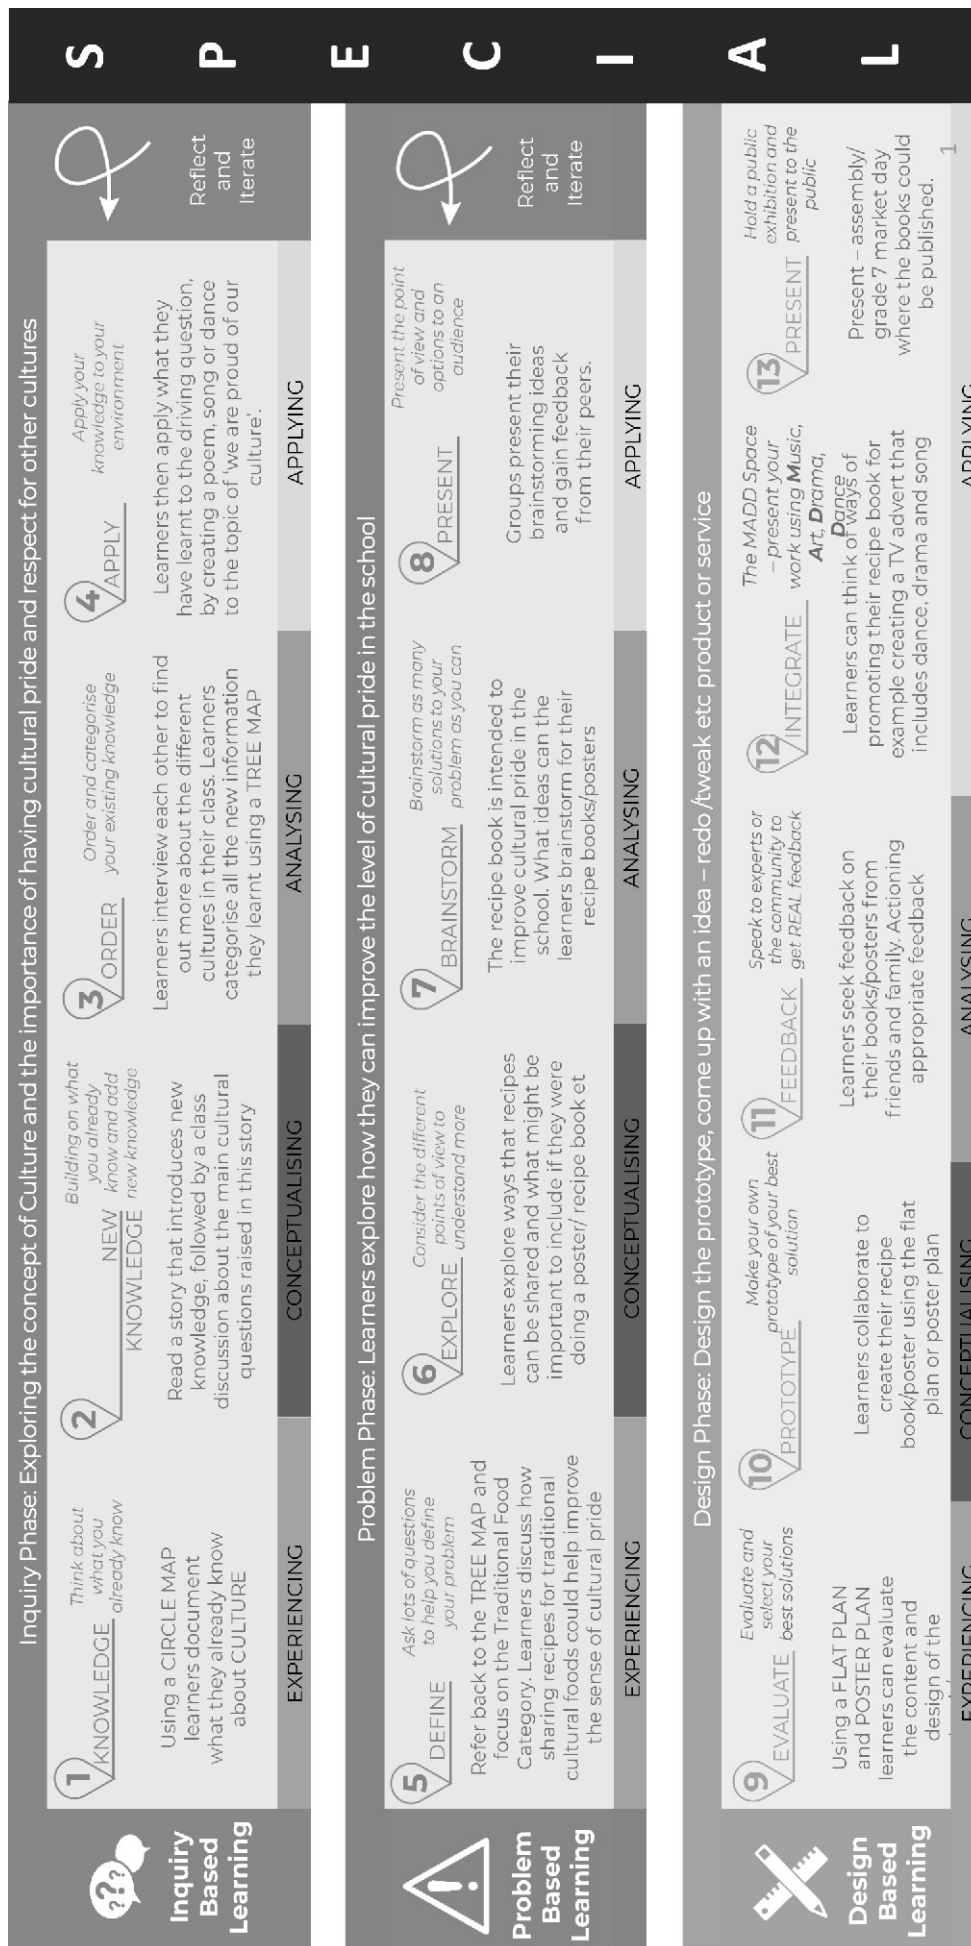 S
P
E
C
I
A
L
Inquiry Phase: Exploring the concept of Culture and the importance of having cultural pride and respect for other cultures
???
Inquiry
Based
Learning
1
KNOWLEDGE
Think about
what you
already know
Using a CIRCLE MAP
learners document
what they already know
about CULTURE
EXPERIENCING
2
NEW
KNOWLEDGE
Building on what
you already
know and add
new knowledge
Read a story that introduces new
knowledge, followed by a class
discussion about the main cultural
questions raised in this story
CONCEPTUALISING
3
ORDER
Order and categorise
your existing knowledge
Learners interview each other to find
out more about the different
cultures in their class. Learners
categorise all the new information
they learnt using a TREE MAP
ANALYSING
4
APPLY
Apply your
knowledge to your
environment
Learners then apply what they
have learnt to the driving question,
by creating a poem, song or dance
to the topic of 'we are proud of our
culture'.
APPLYING
Reflect
and
Iterate
Problem Phase: Learners explore how they can improve the level of cultural pride in the school
!
Problem
Based
Learning
5
DEFINE
Ask lots of questions
to help you define
your problem
Refer back to the TREE MAP and
focus on the Traditional Food
Category. Learners discuss how
sharing recipes for traditional
cultural foods could help improve
the sense of cultural pride
EXPERIENCING
6
EXPLORE
Consider the different
points of view to
understand more
Learners explore ways that recipes
can be shared and what might be
important to include if they were
doing a poster/ recipe book et
CONCEPTUALISING
7
BRAINSTORM
Brainstorm as many
solutions to your
problem as you can
The recipe book is intended to
improve cultural pride in the
school. What ideas can the
learners brainstorm for their
recipe books/posters
ANALYSING
8
PRESENT
Present the point
of view and
options to an
audience
Groups present their
brainstorming ideas
and gain feedback
from their peers.
APPLYING
Reflect
and
Iterate
Design Phase: Design the prototype, come up with an idea – redo /tweak etc product or service
Design
Based
Learning
9
EVALUATE
Evaluate and
select your
best solutions
Using a FLAT PLAN
and POSTER PLAN
learners can evaluate
the content and
design of the
EXPERIENCING
10
PROTOTYPE
Make your own
prototype of your best
solution
Learners collaborate to
create their recipe
book/poster using the flat
plan or poster plan
CONCEPTUALISING
11
FEEDBACK
Speak to experts or
the community to
get REAL feedback
Learners seek feedback on
their books/posters from
friends and family. Actioning
appropriate feedback
ANALYSING
12
INTEGRATE
The MADD Space
– present your
work using Music,
Art, Drama,
Dance
Learners can think of ways of
promoting their recipe book for
example creating a TV advert that
includes dance, drama and song
APPLYING
13
PRESENT
Hold a public
exhibition and
present to the
public
Present – assembly/
grade 7 market day
where the books could
be published.
1